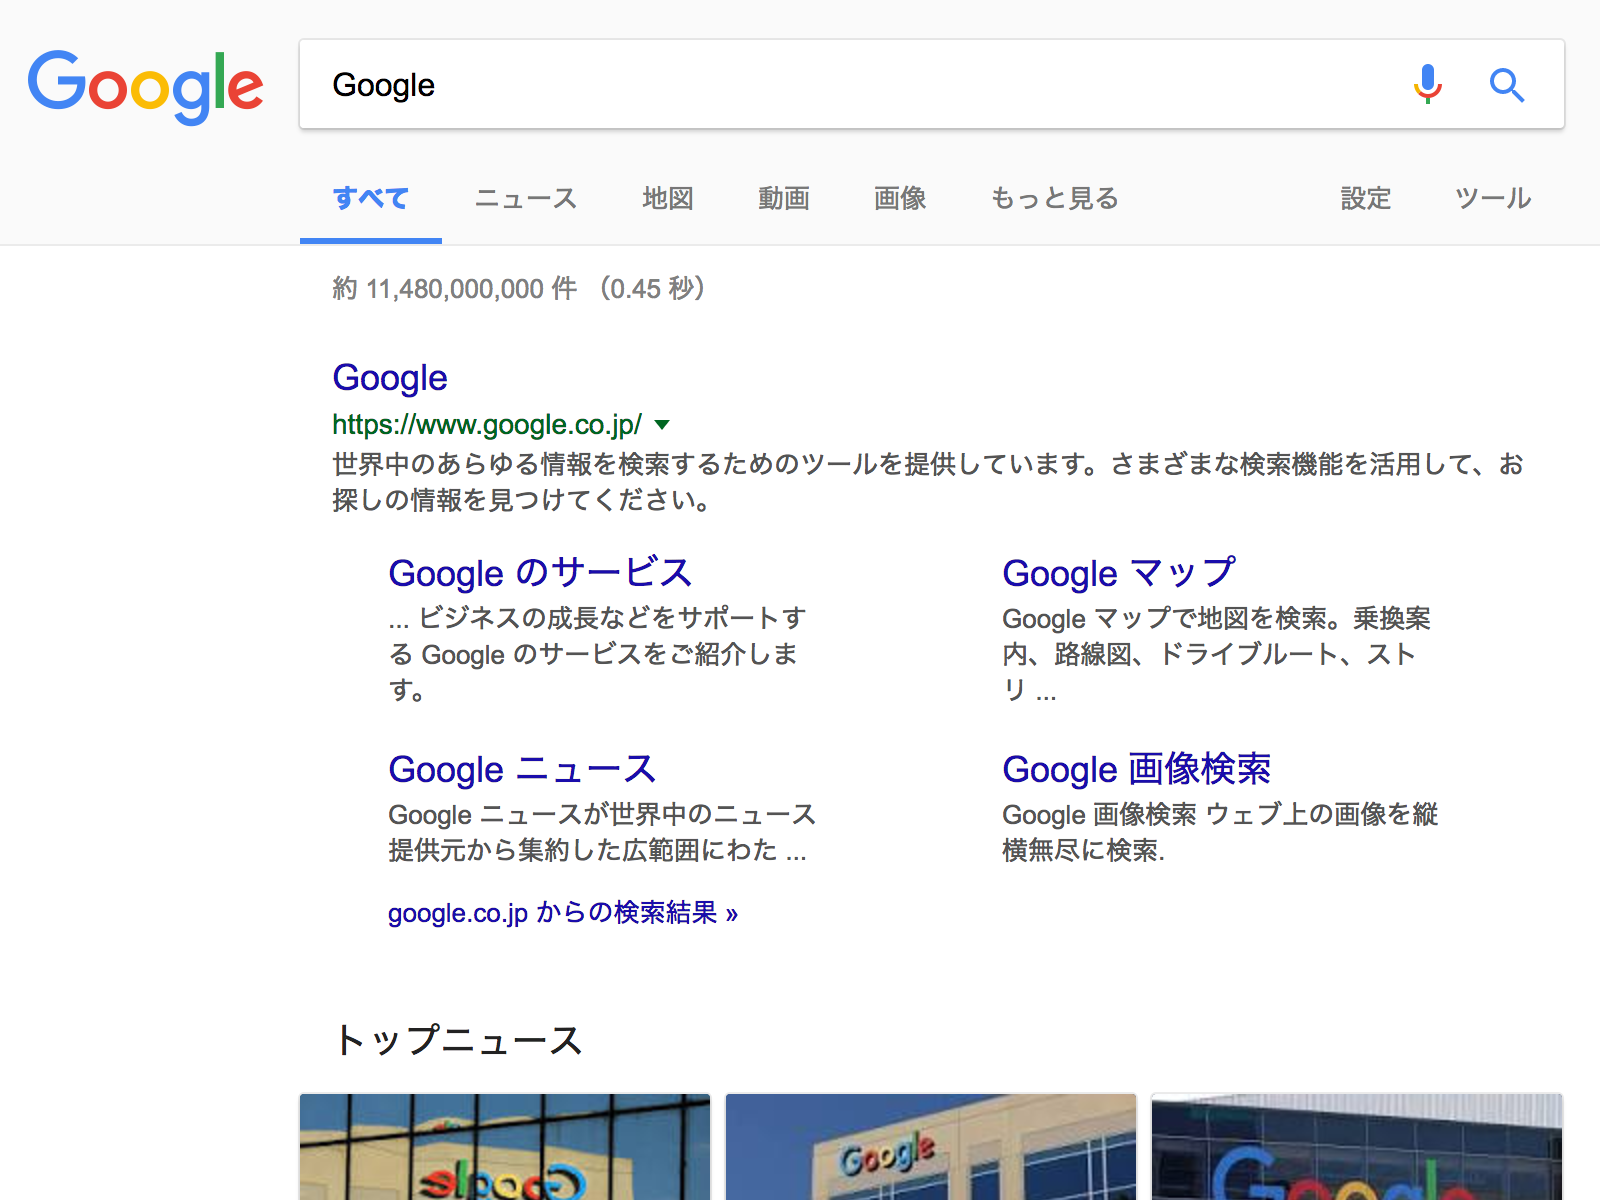 Google
Google
すべて ニュース 地図 動画 画像 もっと見る 設定 ツール
約 11,480,000,000 件 （0.45 秒）
Google
https://www.google.co.jp/
世界中のあらゆる情報を検索するためのツールを提供しています。さまざまな検索機能を活用して、お
探しの情報を見つけてください。
Google のサービス
... ビジネスの成長などをサポートす
る Google のサービスをご紹介しま
す。
Google マップ
Google マップで地図を検索。乗換案
内、路線図、ドライブルート、スト
リ ...
Google ニュース
Google ニュースが世界中のニュース
提供元から集約した広範囲にわた ...
Google 画像検索
Google 画像検索 ウェブ上の画像を縦
横無尽に検索.
google.co.jp からの検索結果 »
トップニュース
Google
Google
Google